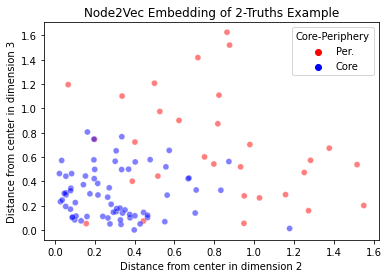 Node2Vec Embedding of 2-Truths Example
Core-Periphery
Per.
Core
Distance from center in dimension 3
1.6
1.4
1.2
1.0
0.8
0.6
0.4
0.2
0.0
0.0 0.2 0.4 0.6 0.8 1.0 1.2 1.4 1.6
Distance from center in dimension 2